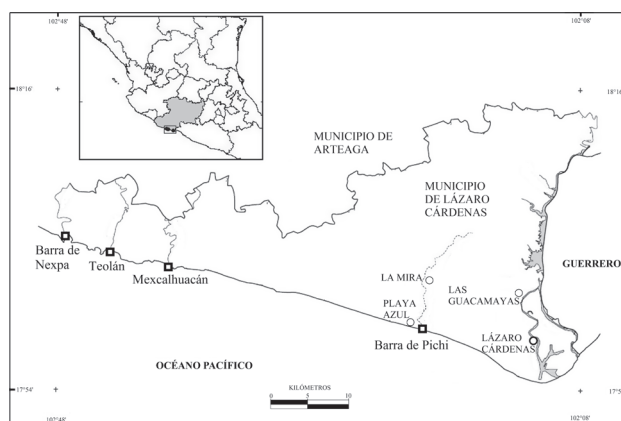 102°48'
102°08'
18°16'
18°16'
MUNICIPIO DE
ARTEAGA
MUNICIPIO
DE LÁZARO
CÁRDENAS
Barra de
Nexpa
Teolán
Mexcalhuacán
LA MIRA
LAS
GUACAMAYAS
GUERRERO
PLAYA
AZUL
Barra de Pichi
LÁZARO
CÁRDENAS
OCÉANO PACÍFICO
KILÓMETROS
0
5
10
17°54'
102°48'
102°08'